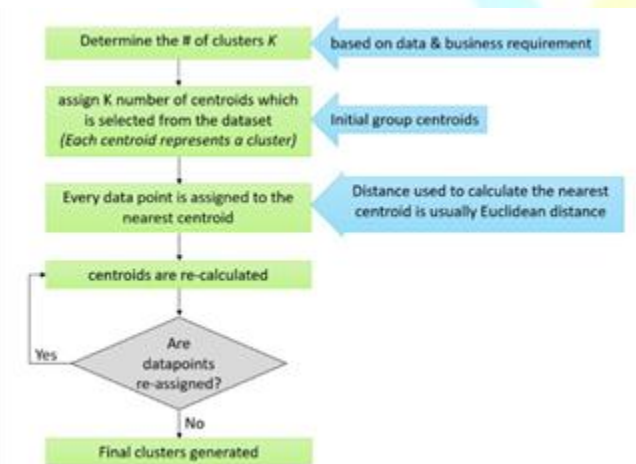 Determine the # of clusters K
based on data & business requirement
assign K number of centroids which
is selected from the dataset
(Each centroid represents a cluster)
Initial group centroids
Every data point is assigned to the
nearest centroid
Distance used to calculate the nearest
centroid is usually Euclidean distance
centroids are re-calculated
Are
datapoints
re-assigned?
Yes
No
Final clusters generated